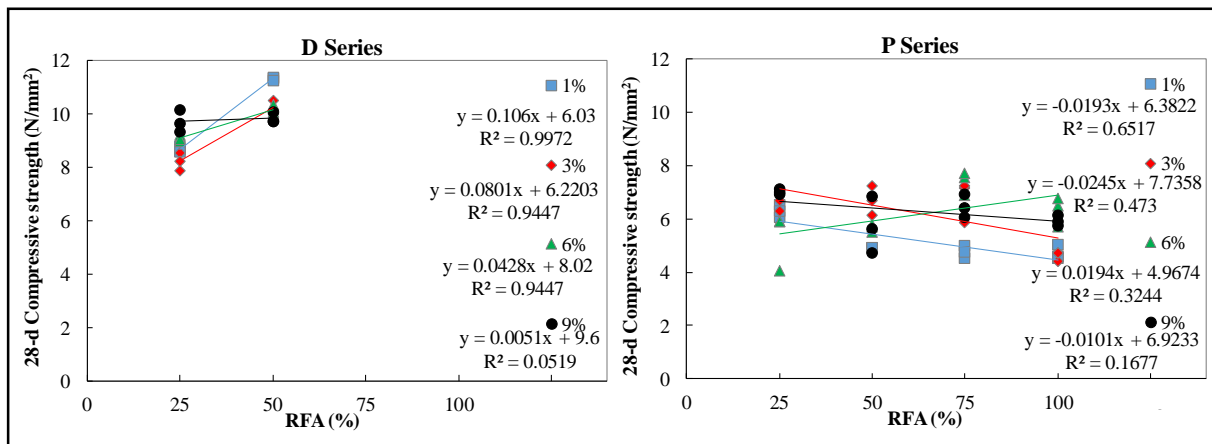 D Series
12
10
8
6
4
2
0
28-d Compressive strength (N/mm²)
1%
y = 0.106x + 6.03
R² = 0.9972
3%
y = 0.0801x + 6.2203
R² = 0.9447
6%
y = 0.0428x + 8.02
R² = 0.9447
9%
y = 0.0051x + 9.6
R² = 0.0519
0 25 50 75 100
RFA (%)
P Series
12
10
8
6
4
2
0
28-d Compressive strength (N/mm²)
1%
y = -0.0193x + 6.3822
R² = 0.6517
3%
y = -0.0245x + 7.7358
R² = 0.473
6%
y = 0.0194x + 4.9674
R² = 0.3244
9%
y = -0.0101x + 6.9233
R² = 0.1677
0 25 50 75 100
RFA (%)